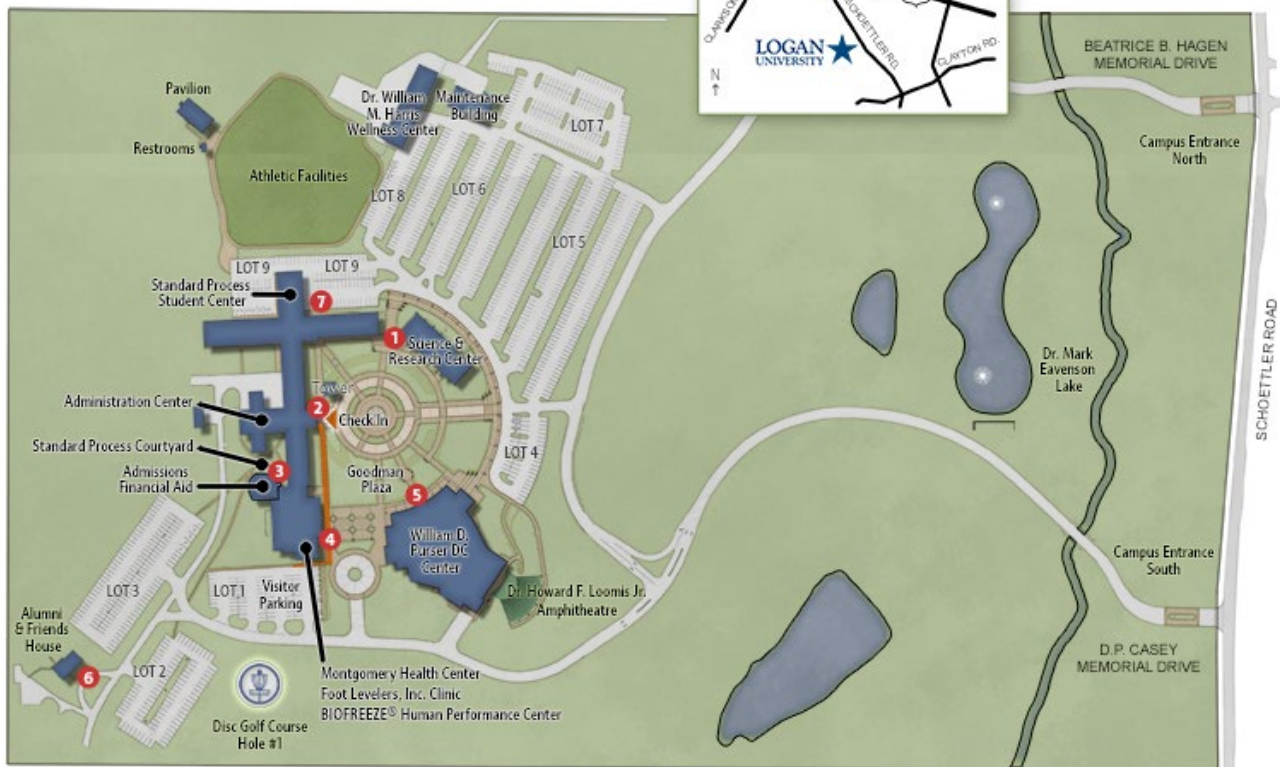 CLARKSON
SCHOETTLER RD.
CLAYTON RD.
LOGAN
UNIVERSITY
N
BEATRICE B. HAGEN
MEMORIAL DRIVE
Campus Entrance
North
Pavilion
Restrooms
Athletic Facilities
Dr. William
M. Harris
Wellness Center
Maintenance
Building
LOT 7
LOT 8
LOT 6
LOT 5
LOT 9
LOT 9
Standard Process
Student Center
7
1
Science &
Research Center
Tower
2
Check In
Administration Center
Standard Process Courtyard
3
Admissions
Financial Aid
Goodman
Plaza
5
LOT 4
4
William D.
Purser DC
Center
Dr. Howard F. Loomis Jr.
Amphitheatre
Dr. Mark
Eavenson
Lake
SCHOETTLER ROAD
Campus Entrance
South
D.P. CASEY
MEMORIAL DRIVE
LOT 3
LOT 1
Visitor
Parking
Alumni
& Friends
House
6
LOT 2
Disc Golf Course
Hole #1
Montgomery Health Center
Foot Levelers, Inc. Clinic
BIOFREEZE® Human Performance Center